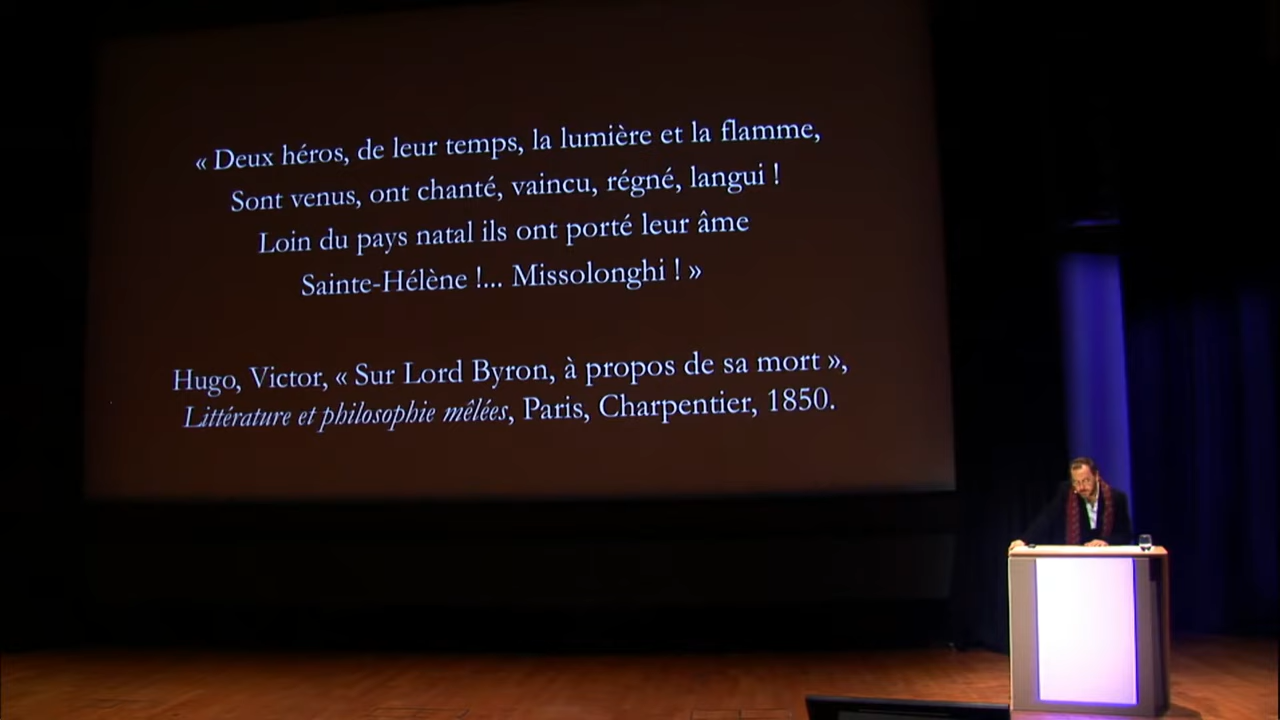 « Deux héros, de leur temps, la lumière et la flamme,
Sont venus, ont chanté, vaincu, régné, langui !
Loin du pays natal ils ont porté leur âme
Sainte-Hélène !... Missolonghi ! »
Hugo, Victor, « Sur Lord Byron, à propos de sa mort »,
Littérature et philosophie mêlées, Paris, Charpentier, 1850.